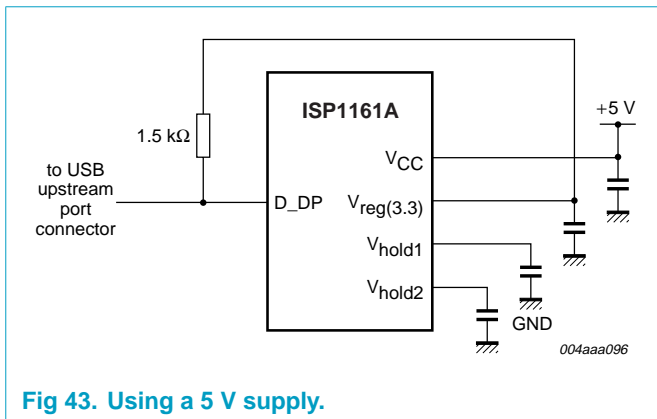 ISP1161A
+5 V
1.5 kΩ
VCC
to USB
upstream
port
connector
D_DP
Vreg(3.3)
Vhold1
Vhold2
GND
004aaa096
Fig 43. Using a 5 V supply.